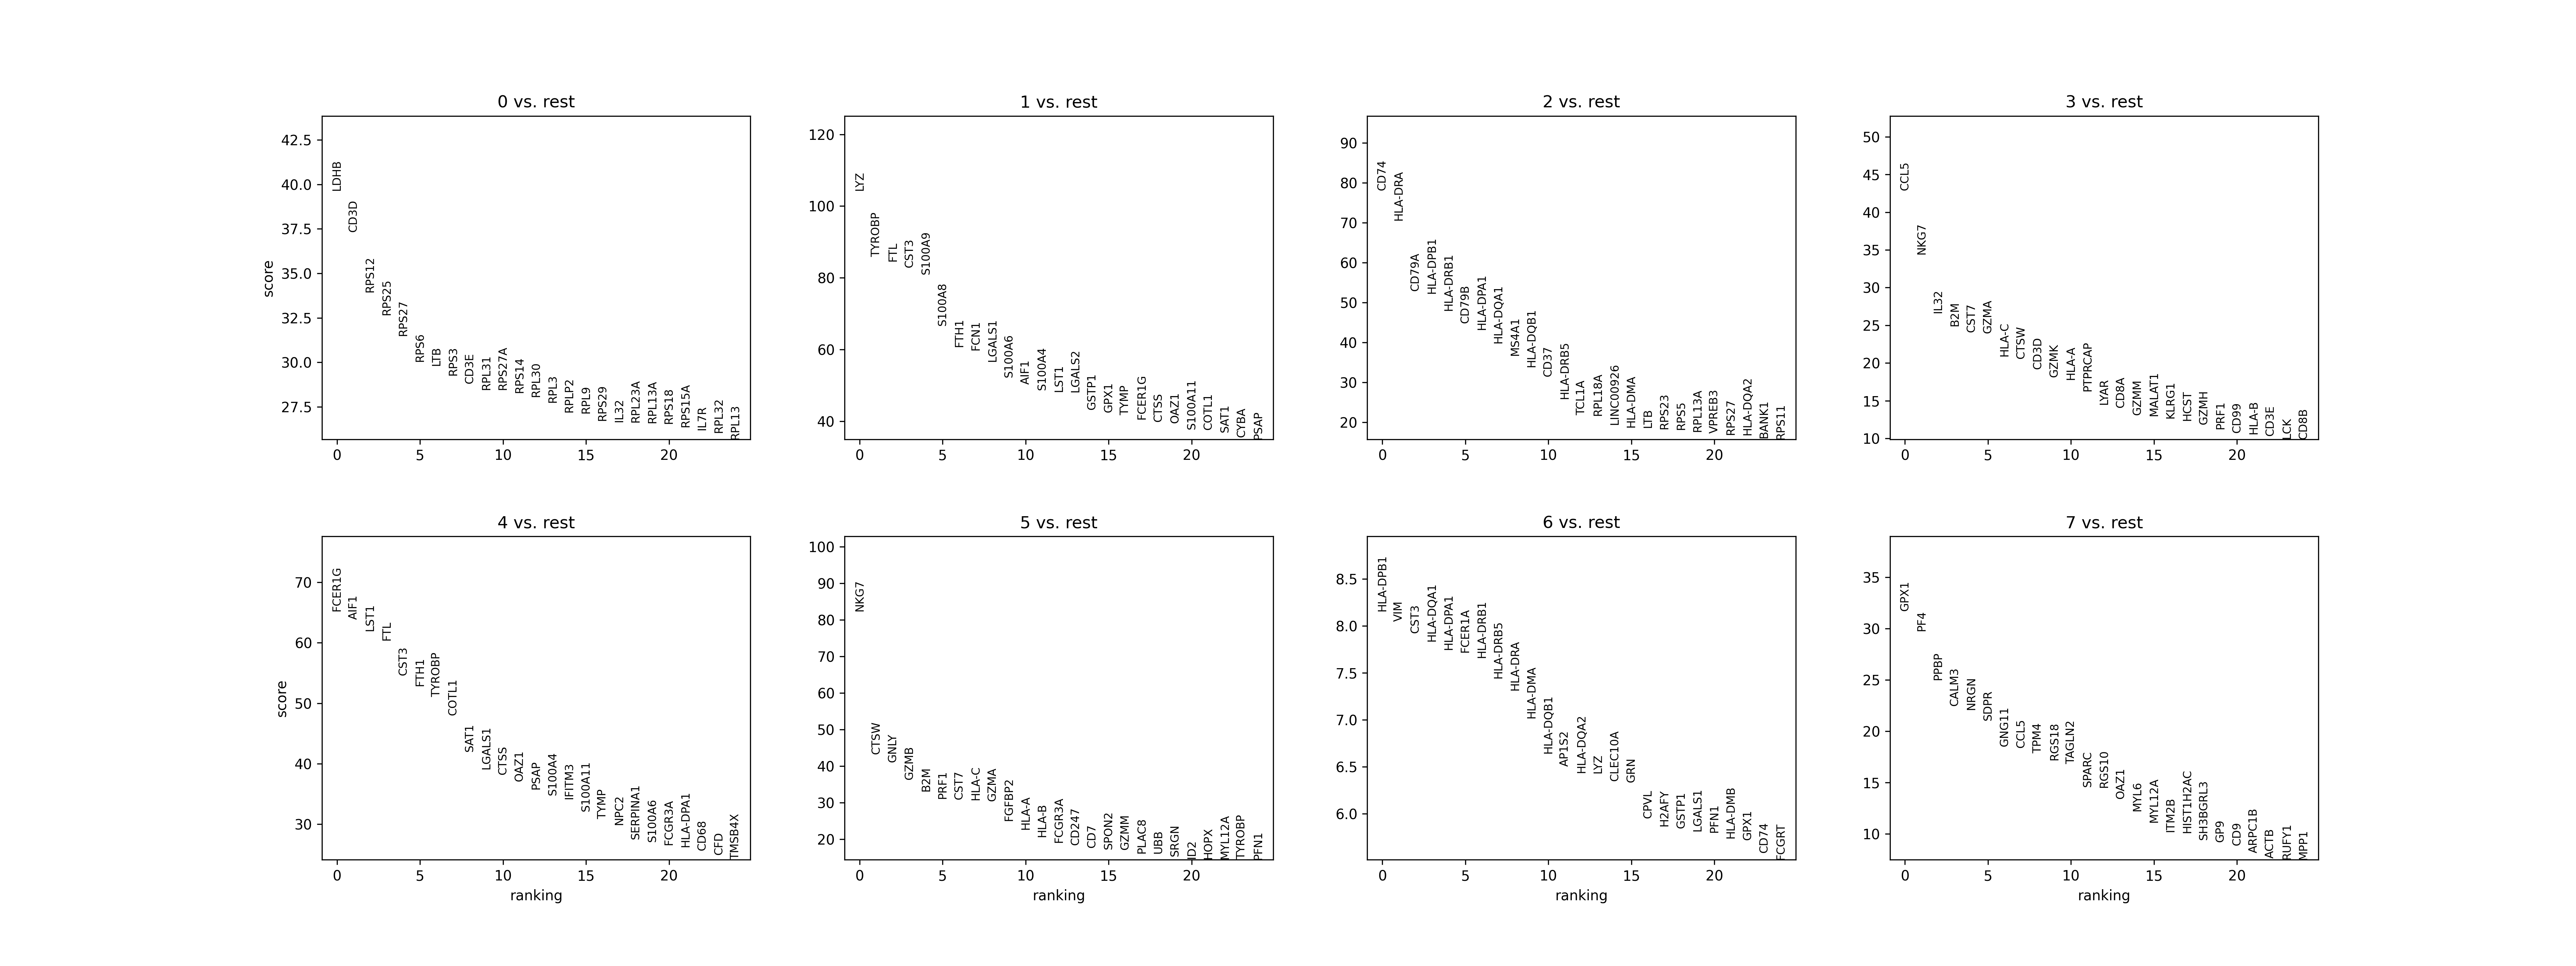 0 vs. rest
1 vs. rest
2 vs. rest
3 vs. rest
score
42.5
40.0
37.5
35.0
32.5
30.0
27.5
LDHB
CD3D
RPS12
RPS25
RPS27
RPS6
LTB
RPS3
CD3E
RPL31
RPS27A
RPS14
RPL30
RPL3
RPLP2
RPL9
RPS29
IL32
RPL23A
RPL13A
RPS18
RPS15A
IL7R
RPL32
RPL13
0 5 10 15 20
120
100
80
60
40
LYZ
TYROBP
FTL
CST3
S100A9
S100A8
FTH1
FCN1
LGALS1
S100A6
AIF1
S100A4
LST1
LGALS2
GSTP1
GPX1
TYMP
FCER1G
CTSS
OAZ1
S100A11
COTL1
SAT1
CYBA
PSAP
0 5 10 15 20
90
80
70
60
50
40
30
20
CD74
HLA-DRA
CD79A
HLA-DPB1
HLA-DRB1
CD79B
HLA-DPA1
HLA-DQA1
MS4A1
HLA-DQB1
CD37
HLA-DRB5
TCL1A
RPL18A
LINC00926
HLA-DMA
LTB
RPS23
RPS5
RPL13A
VPREB3
RPS27
HLA-DQA2
BANK1
RPS11
0 5 10 15 20
50
45
40
35
30
25
20
15
10
CCL5
NKG7
IL32
B2M
CST7
GZMA
HLA-C
CTSW
CD3D
GZMK
HLA-A
PTPRCAP
LYAR
CD8A
GZMM
MALAT1
KLRG1
HCST
GZMH
PRF1
CD99
HLA-B
CD3E
LCK
CD8B
0 5 10 15 20
4 vs. rest
5 vs. rest
6 vs. rest
7 vs. rest
score
70
60
50
40
30
FCER1G
AIF1
LST1
FTL
CST3
FTH1
TYROBP
COTL1
SAT1
LGALS1
CTSS
OAZ1
PSAP
S100A4
IFITM3
S100A11
TYMP
NPC2
SERPINA1
S100A6
FCGR3A
HLA-DPA1
CD68
CFD
TMSB4X
0 5 10 15 20
ranking
100
90
80
70
60
50
40
30
20
NKG7
CTSW
GNLY
GZMB
B2M
PRF1
CST7
HLA-C
GZMA
FGFBP2
HLA-A
HLA-B
FCGR3A
CD247
CD7
SPON2
GZMM
PLAC8
UBB
SRGN
ID2
HOPX
MYL12A
TYROBP
PFN1
0 5 10 15 20
ranking
8.5
8.0
7.5
7.0
6.5
6.0
HLA-DPB1
VIM
CST3
HLA-DQA1
HLA-DPA1
FCER1A
HLA-DRB1
HLA-DRB5
HLA-DRA
HLA-DMA
HLA-DQB1
AP1S2
HLA-DQA2
LYZ
CLEC10A
GRN
CPVL
H2AFY
GSTP1
LGALS1
PFN1
HLA-DMB
GPX1
CD74
FCGRT
0 5 10 15 20
ranking
35
30
25
20
15
10
GPX1
PF4
PPBP
CALM3
NRGN
SDPR
GNG11
CCL5
TPM4
RGS18
TAGLN2
SPARC
RGS10
OAZ1
MYL6
MYL12A
ITM2B
HIST1H2AC
SH3BGRL3
GP9
CD9
ARPC1B
ACTB
RUFY1
MPP1
0 5 10 15 20
ranking